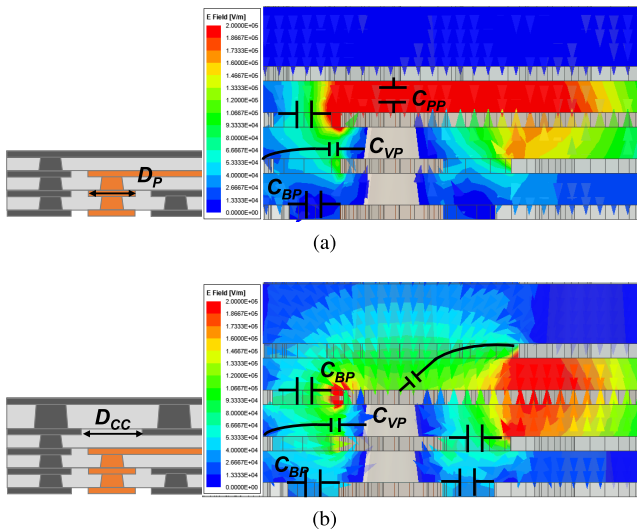 E Field [V/m]
2.0000E+05
1.8667E+05
1.7333E+05
1.6000E+05
1.4667E+05
1.3333E+05
1.2000E+05
1.0667E+05
9.3333E+04
8.0000E+04
6.6667E+04
5.3333E+04
4.0000E+04
2.6667E+04
1.3333E+04
0.0000E+00
C_PP
C_VP
D_P
C_BP
(a)
E Field [V/m]
2.0000E+05
1.8667E+05
1.7333E+05
1.6000E+05
1.4667E+05
1.3333E+05
1.2000E+05
1.0667E+05
9.3333E+04
8.0000E+04
6.6667E+04
5.3333E+04
4.0000E+04
2.6667E+04
1.3333E+04
0.0000E+00
C_BP
D_CC
C_VP
C_BP
(b)